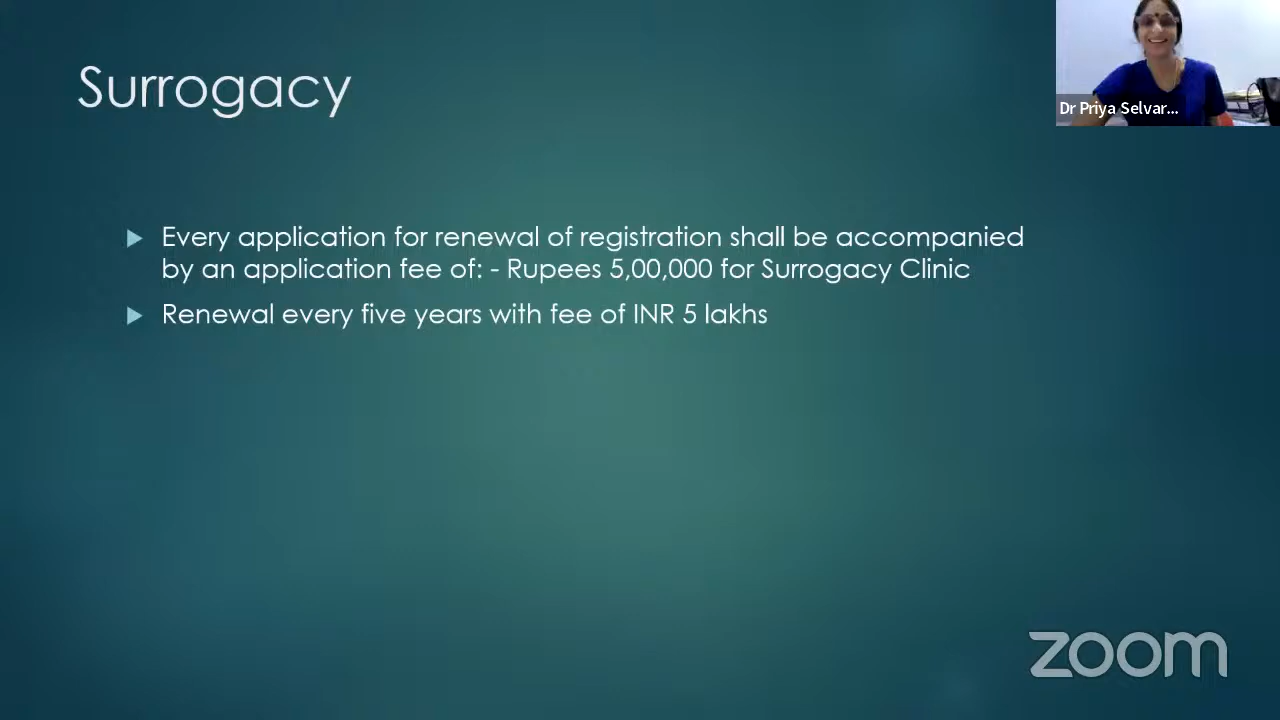 Surrogacy
Dr Priya Selvar...
Every application for renewal of registration shall be accompanied
by an application fee of: - Rupees 5,00,000 for Surrogacy Clinic
Renewal every five years with fee of INR 5 lakhs
zoom